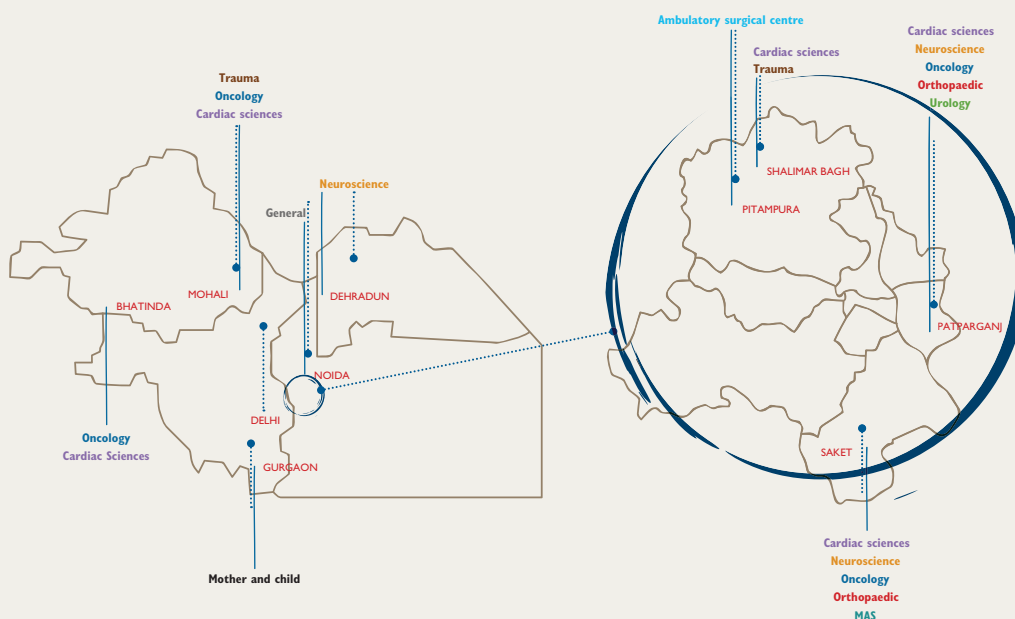 Ambulatory surgical centre
Cardiac sciences
Trauma
Cardiac sciences
Neuroscience
Oncology
Orthopaedic
Urology
Trauma
Oncology
Cardiac sciences
Neuroscience
General
SHALIMAR BAGH
PITAMPURA
MOHALI
BHATINDA
DEHRADUN
PATPARGANJ
NOIDA
DELHI
GURGAON
SAKET
Oncology
Cardiac Sciences
Mother and child
Cardiac sciences
Neuroscience
Oncology
Orthopaedic
MAS